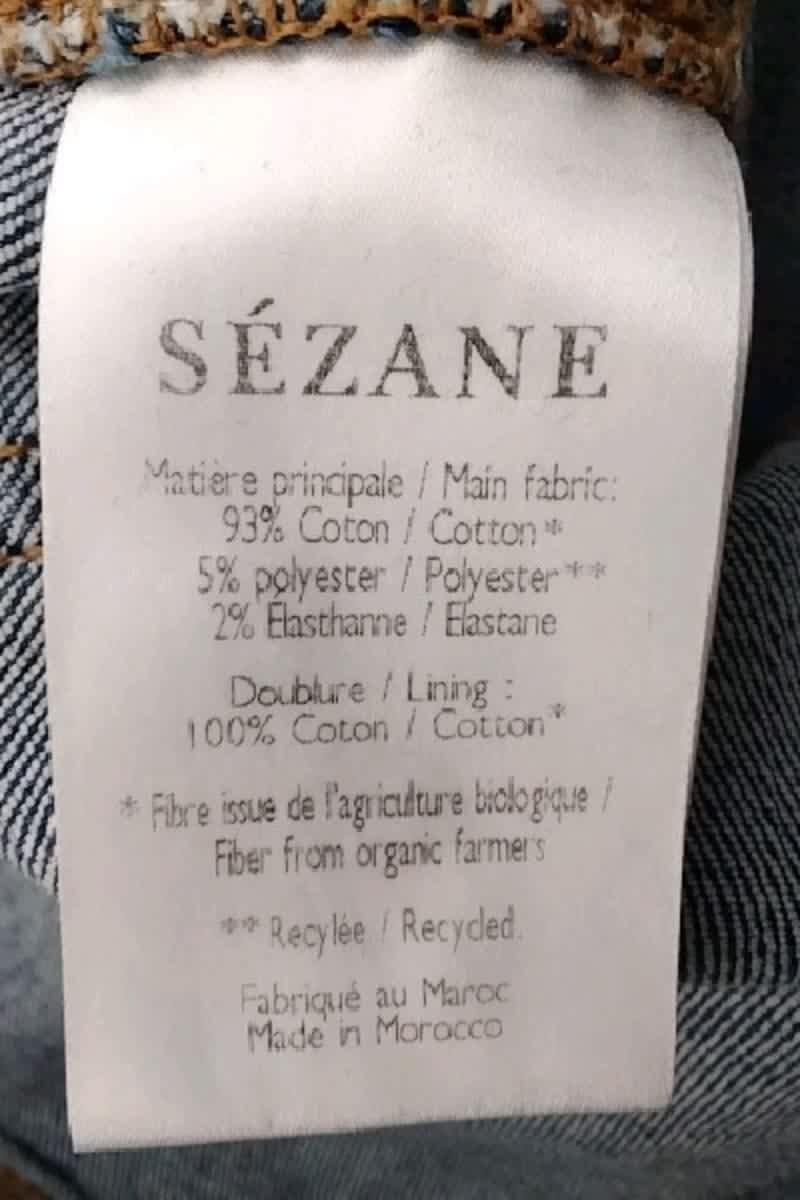 SÉZANE
Matière principale / Main fabric:
93% Coton / Cotton*
5% polyester / Polyester**
2% Elasthanne / Elastane
Doublure / Lining :
100% Coton / Cotton*
* Fibre issue de l'agriculture biologique /
Fiber from organic farmers
** Recylée / Recycled.
Fabriqué au Maroc
Made in Morocco